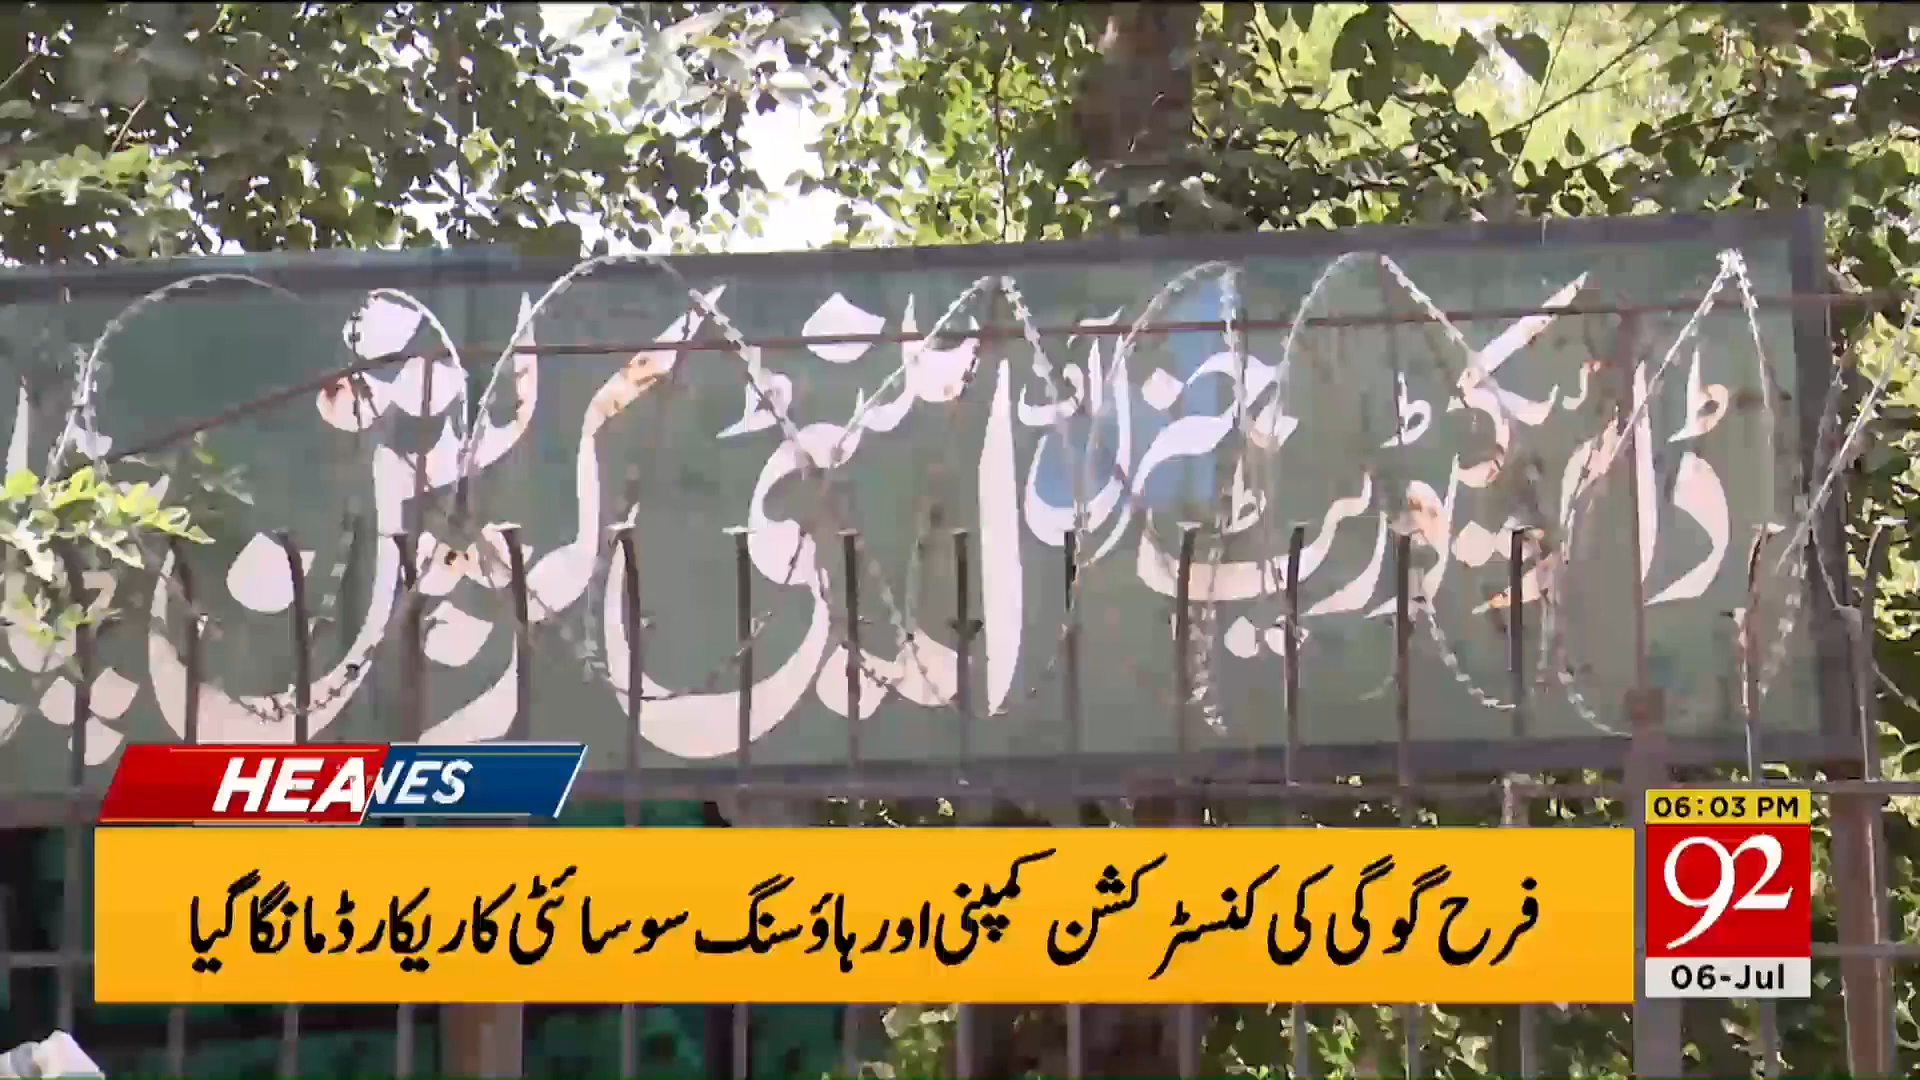 ڈائریکٹوریٹ جنرل آف اینٹی کرپشن
HEA NES
06:03 PM
92
فرح گوگی کی کنسٹرکشن کمپنی اور ہاؤسنگ سوسائٹی کا ریکارڈ مانگا گیا
06-Jul